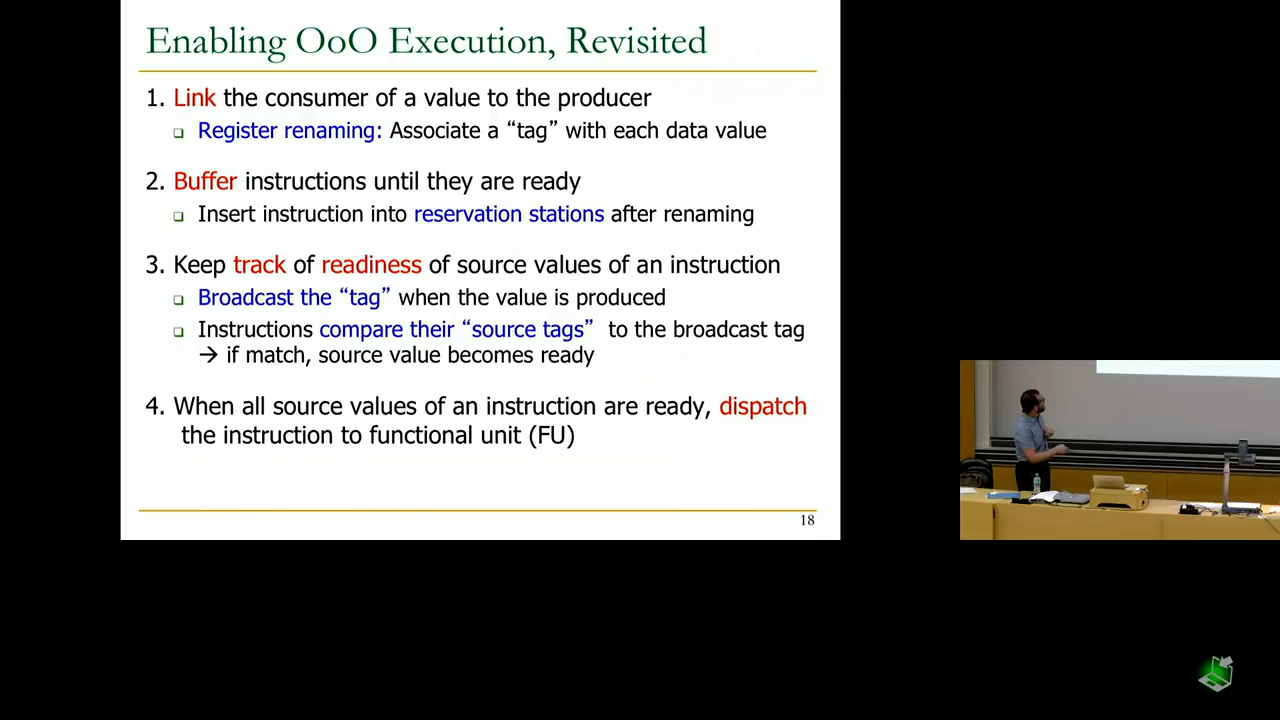 Enabling OoO Execution, Revisited
1. Link the consumer of a value to the producer
Register renaming: Associate a “tag” with each data value
2. Buffer instructions until they are ready
Insert instruction into reservation stations after renaming
3. Keep track of readiness of source values of an instruction
Broadcast the “tag” when the value is produced
Instructions compare their “source tags” to the broadcast tag
→ if match, source value becomes ready
4. When all source values of an instruction are ready, dispatch
the instruction to functional unit (FU)
18